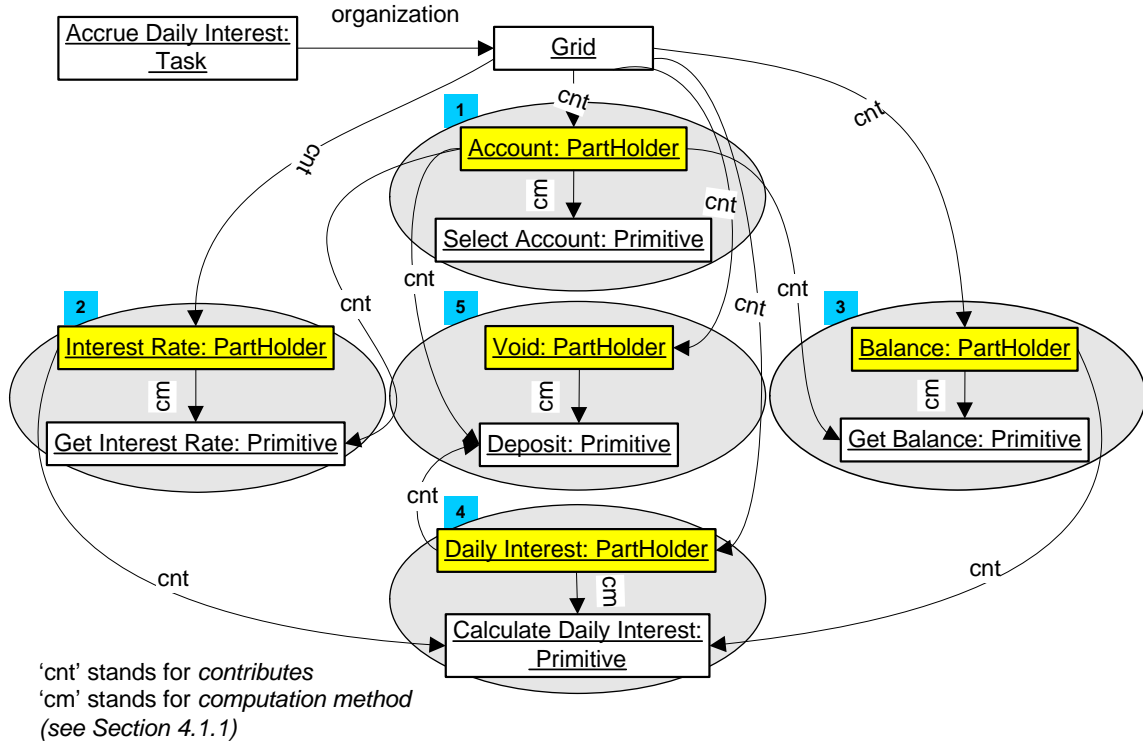 organization
Accrue Daily Interest:
Task
Grid
cnt
1
cnt
cnt
Account: PartHolder
cm
cnt
Select Account: Primitive
cnt
cnt
cnt
cnt
2
5
3
Interest Rate: PartHolder
Void: PartHolder
Balance: PartHolder
cm
cm
cm
Get Interest Rate: Primitive
Deposit: Primitive
Get Balance: Primitive
cnt
4
Daily Interest: PartHolder
cnt
cm
cnt
Calculate Daily Interest:
Primitive
‘cnt’ stands for contributes
‘cm’ stands for computation method
(see Section 4.1.1)